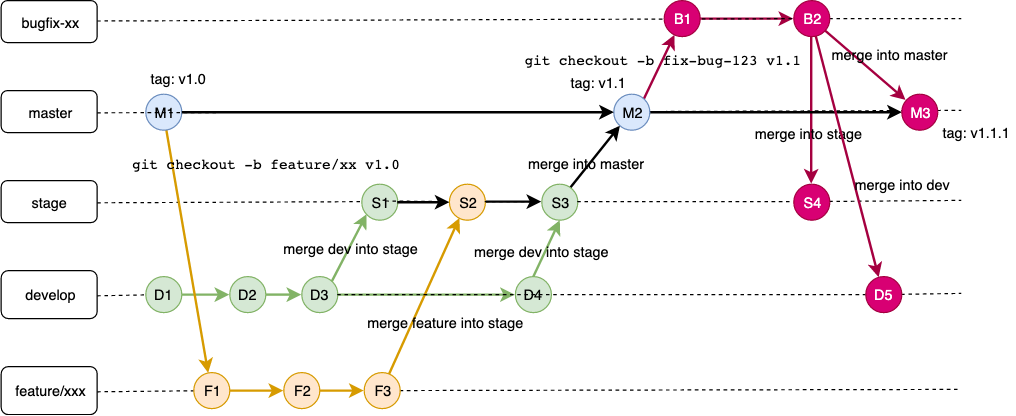 bugfix-xx
B1
B2
git checkout -b fix-bug-123 v1.1
merge into master
tag: v1.0
tag: v1.1
master
M1
M2
M3
tag: v1.1.1
merge into stage
git checkout -b feature/xx v1.0
merge into master
merge into dev
stage
S1
S2
S3
S4
merge dev into stage
merge dev into stage
develop
D1
D2
D3
D4
D5
merge feature into stage
feature/xxx
F1
F2
F3